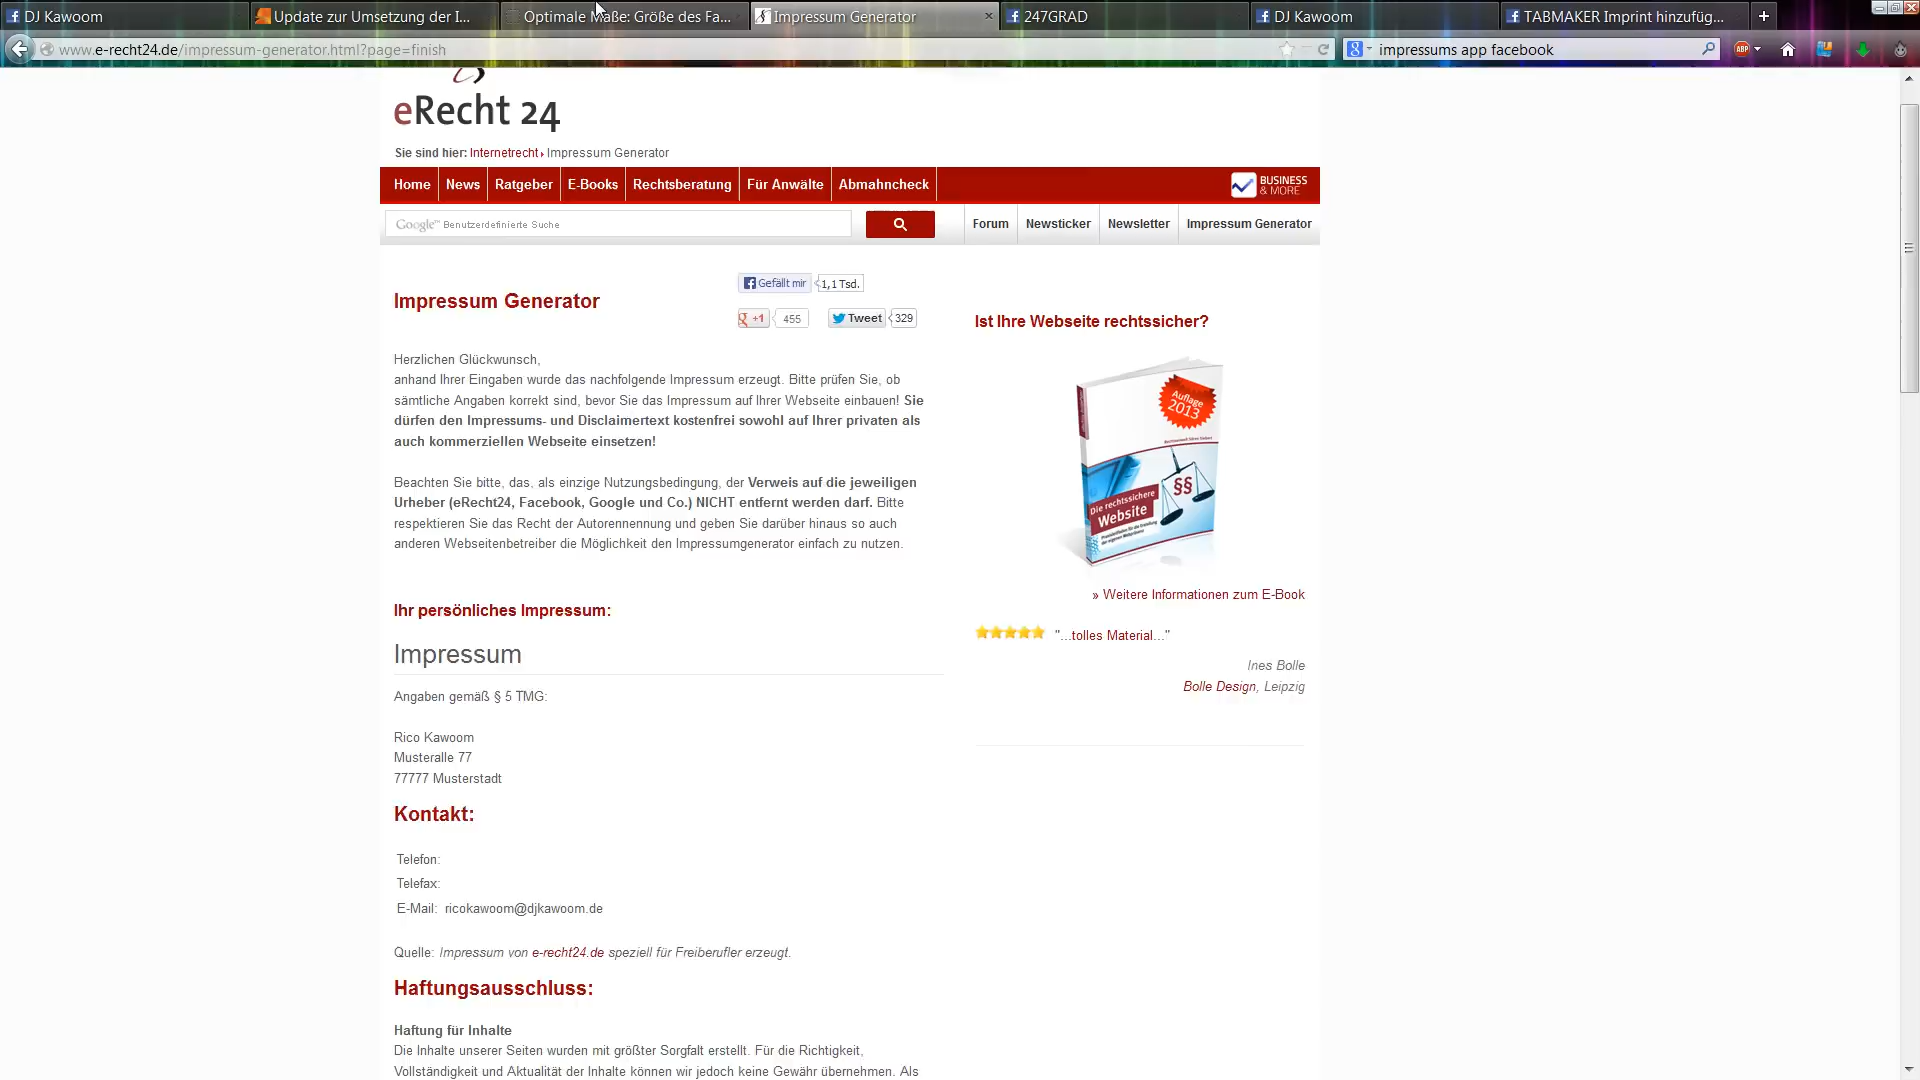 DJ Kawoom
Update zur Umsetzung der I...
Optimale Maße: Größe des Fa...
Impressum Generator
247GRAD
DJ Kawoom
TABMAKER Imprint hinzufüg...
www.e-recht24.de/impressum-generator.html?page=finish
impressums app facebook
ABP
eRecht 24
Sie sind hier: Internetrecht Impressum Generator
Home News Ratgeber E-Books Rechtsberatung Für Anwälte Abmahncheck
BUSINESS
& MORE
Google™ Benutzerdefinierte Suche
Forum Newsticker Newsletter Impressum Generator
Gefällt mir 1,1 Tsd.
Impressum Generator
+1 455 Tweet 329
Ist Ihre Webseite rechtssicher?
Herzlichen Glückwunsch,
anhand Ihrer Eingaben wurde das nachfolgende Impressum erzeugt. Bitte prüfen Sie, ob
sämtliche Angaben korrekt sind, bevor Sie das Impressum auf Ihrer Webseite einbauen! Sie
dürfen den Impressums- und Disclaimertext kostenfrei sowohl auf Ihrer privaten als
auch kommerziellen Webseite einsetzen!
Beachten Sie bitte, das, als einzige Nutzungsbedingung, der Verweis auf die jeweiligen
Urheber (eRecht24, Facebook, Google und Co.) NICHT entfernt werden darf. Bitte
respektieren Sie das Recht der Autorennennung und geben Sie darüber hinaus so auch
anderen Webseitenbetreiber die Möglichkeit den Impressumgenerator einfach zu nutzen.
Auflage
2013
§§
Die rechtssichere
Website
» Weitere Informationen zum E-Book
"...tolles Material..."
Ines Bolle
Bolle Design, Leipzig
Ihr persönliches Impressum:
Impressum
Angaben gemäß § 5 TMG:
Rico Kawoom
Musteralle 77
77777 Musterstadt
Kontakt:
Telefon:
Telefax:
E-Mail: ricokawoom@djkawoom.de
Quelle: Impressum von e-recht24.de speziell für Freiberufler erzeugt.
Haftungsausschluss:
Haftung für Inhalte
Die Inhalte unserer Seiten wurden mit größter Sorgfalt erstellt. Für die Richtigkeit,
Vollständigkeit und Aktualität der Inhalte können wir jedoch keine Gewähr übernehmen. Als